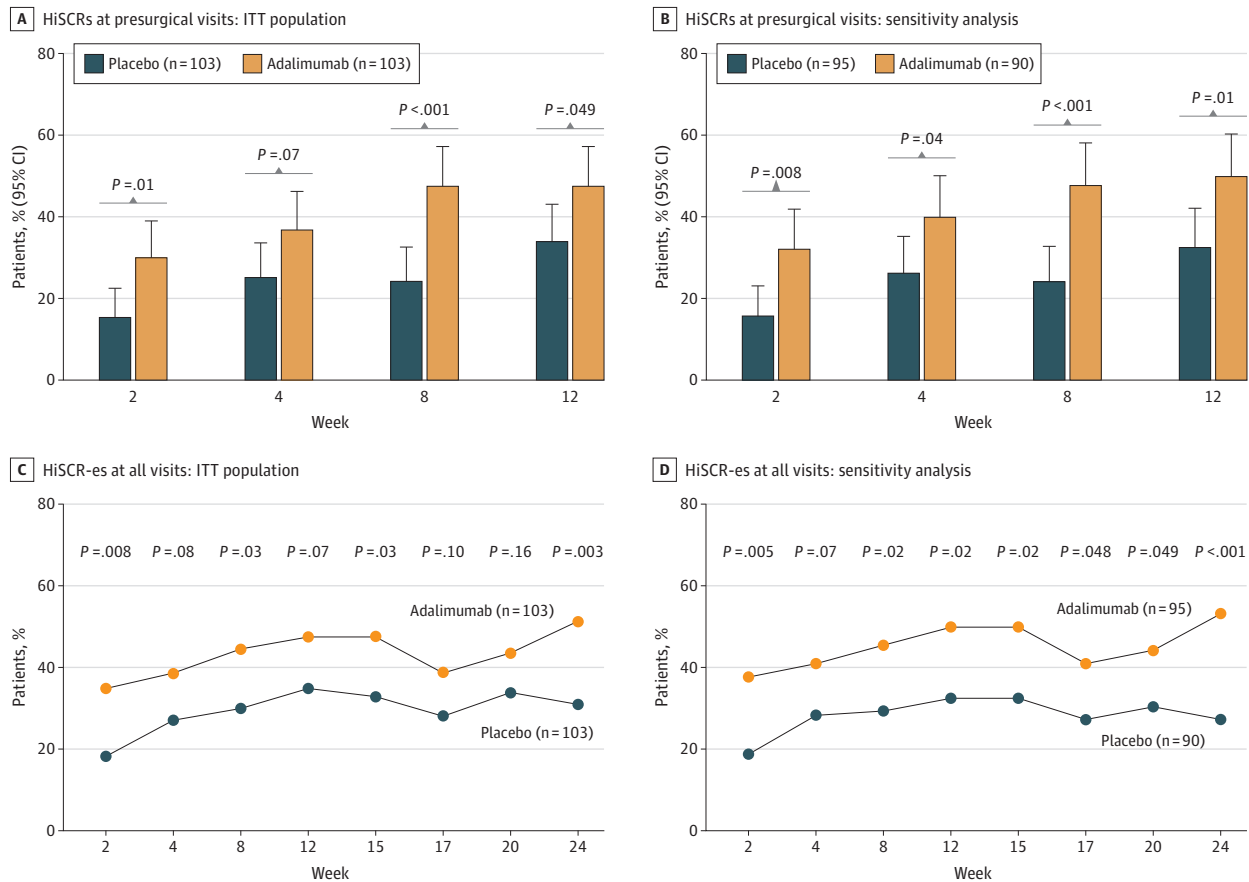 A HiSCRs at presurgical visits: ITT population
Placebo (n=103) Adalimumab (n=103)
80
60
40
20
0
Patients, % (95% CI)
P=.01
P=.07
P<.001
P=.049
2 4 8 12
Week
B HiSCRs at presurgical visits: sensitivity analysis
Placebo (n=95) Adalimumab (n=90)
80
60
40
20
0
Patients, % (95% CI)
P=.008
P=.04
P<.001
P=.01
2 4 8 12
Week
C HiSCR-es at all visits: ITT population
80
60
40
20
0
Patients, %
P=.008 P=.08 P=.03 P=.07 P=.03 P=.10 P=.16 P=.003
Adalimumab (n=103)
Placebo (n=103)
2 4 8 12 15 17 20 24
Week
D HiSCR-es at all visits: sensitivity analysis
80
60
40
20
0
Patients, %
P=.005 P=.07 P=.02 P=.02 P=.02 P=.048 P=.049 P<.001
Adalimumab (n=95)
Placebo (n=90)
2 4 8 12 15 17 20 24
Week